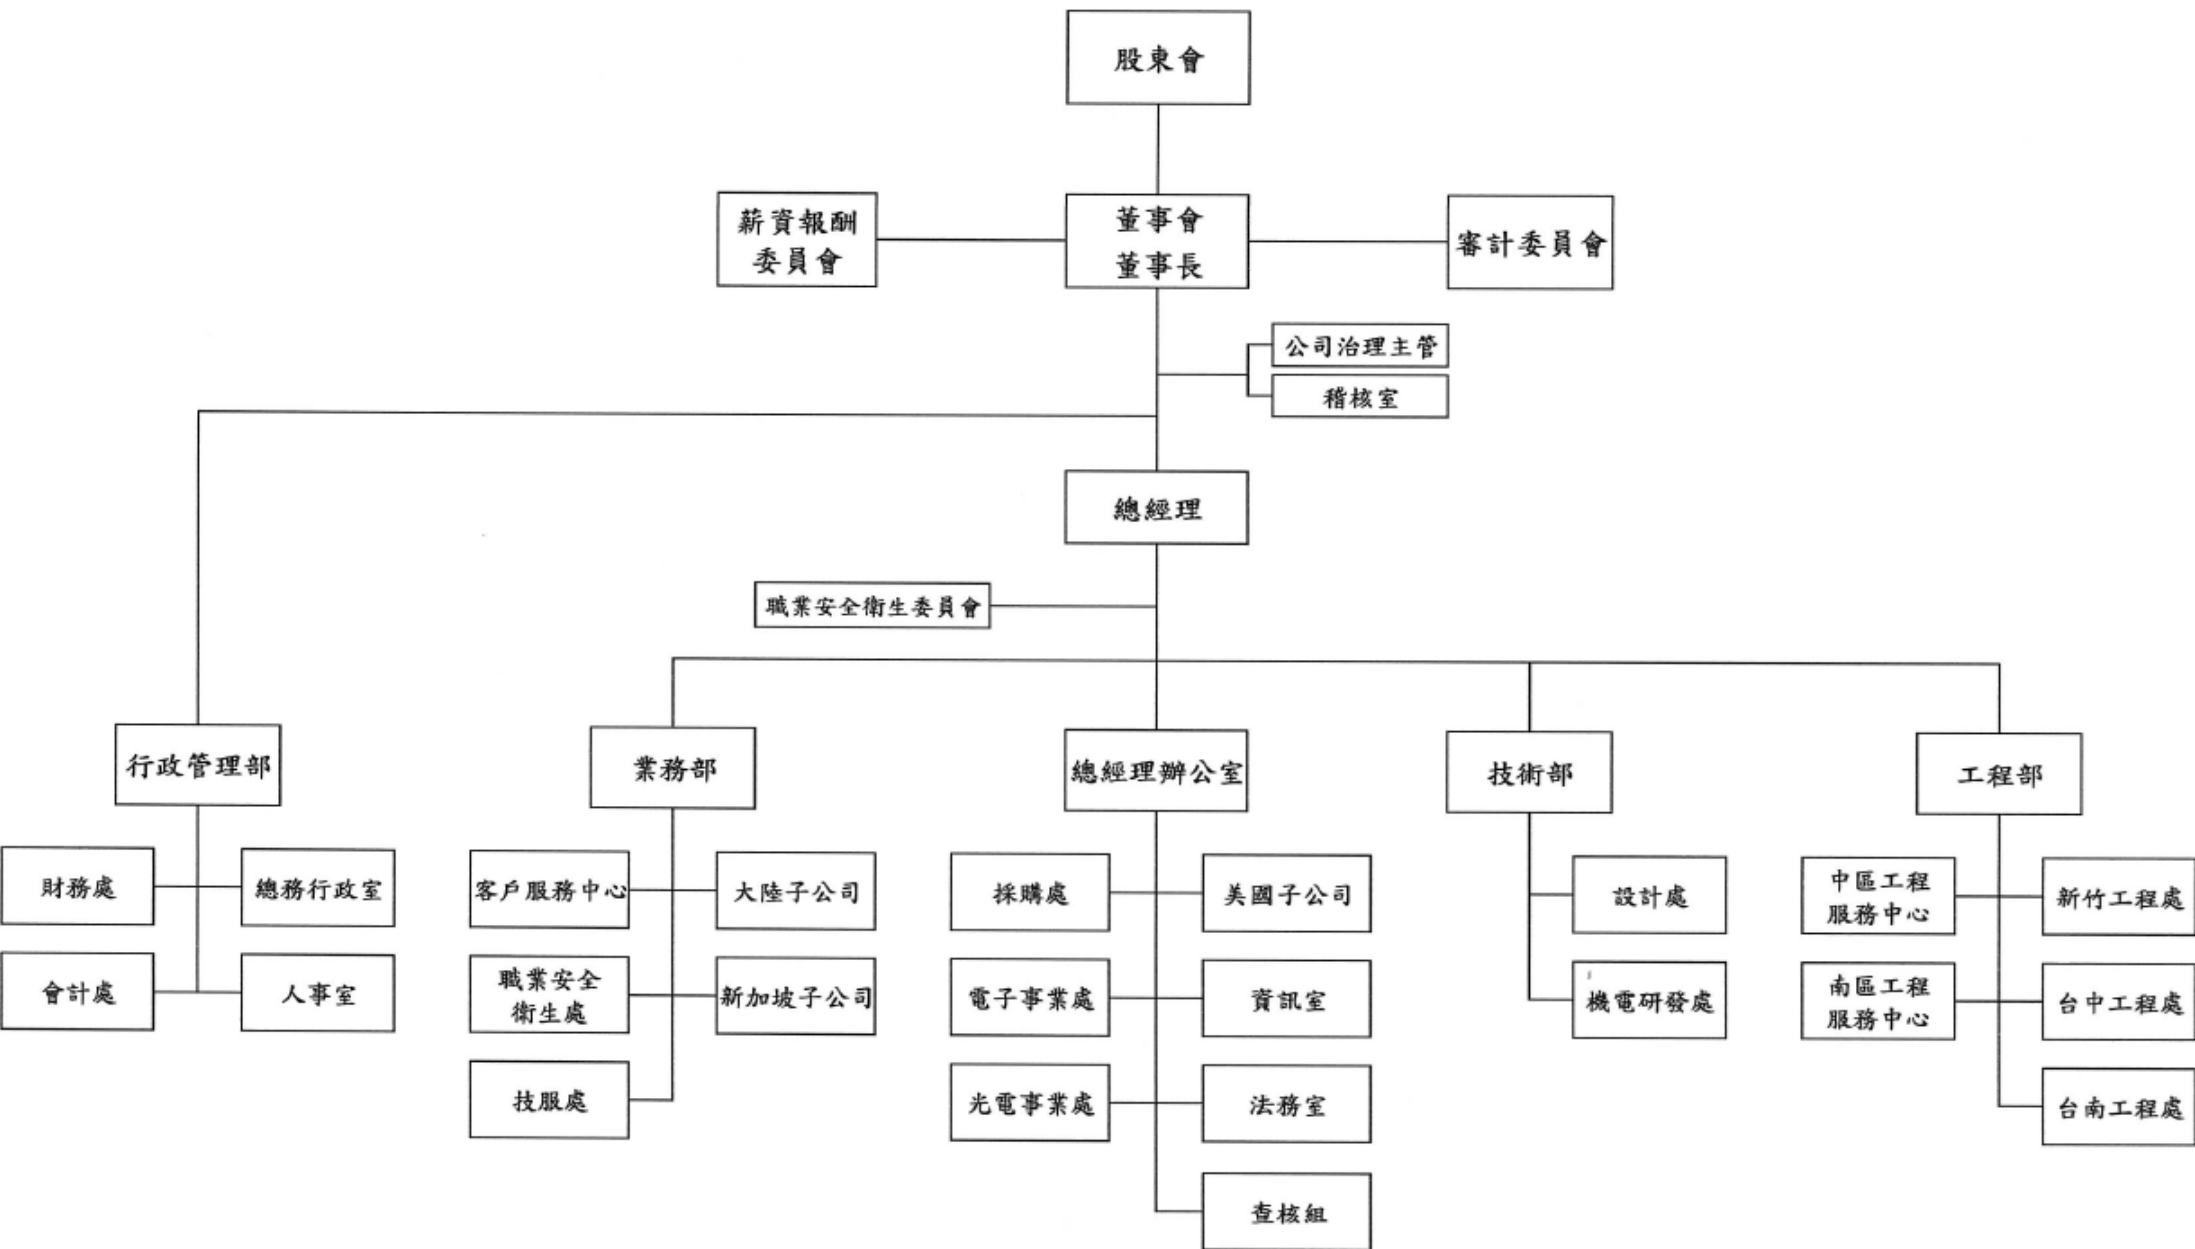 股東會
薪資報酬
委員會
董事會
董事長
審計委員會
公司治理主管
稽核室
總經理
職業安全衛生委員會
行政管理部
業務部
總經理辦公室
技術部
工程部
財務處
總務行政室
客戶服務中心
大陸子公司
採購處
美國子公司
設計處
中區工程
服務中心
新竹工程處
會計處
人事室
職業安全
衛生處
新加坡子公司
電子事業處
資訊室
機電研發處
南區工程
服務中心
台中工程處
技服處
光電事業處
法務室
台南工程處
查核組